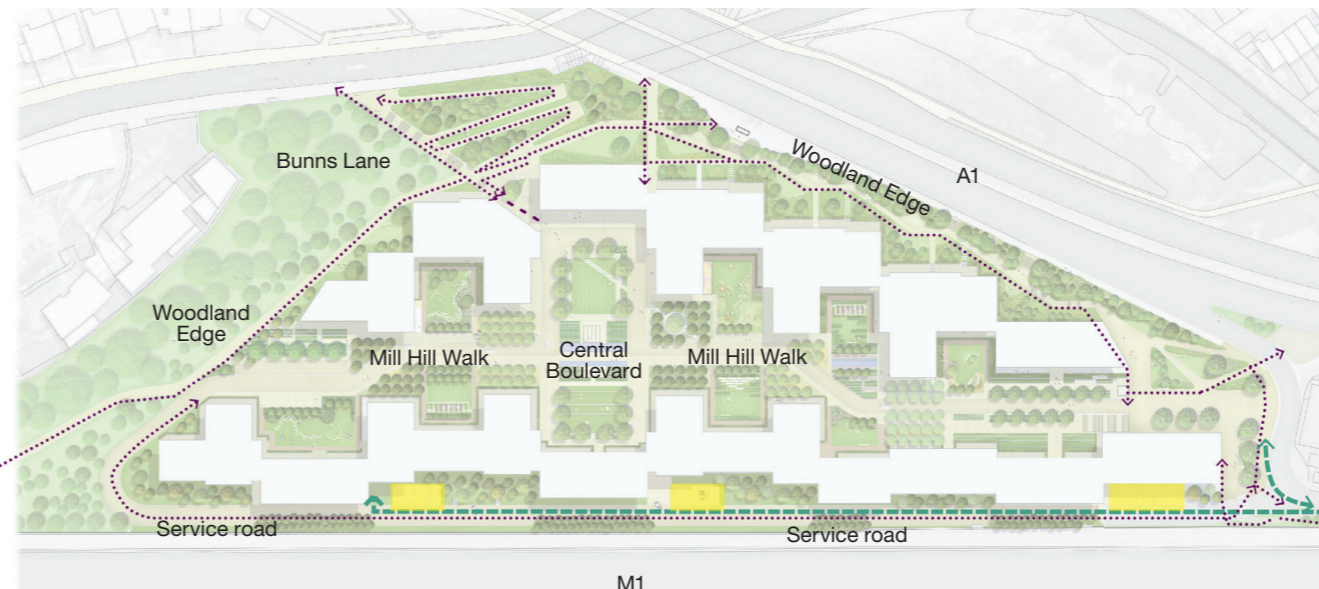 Bunns Lane
Woodland Edge
A1
Woodland
Edge
Mill Hill Walk
Central
Boulevard
Mill Hill Walk
Service road
Service road
M1